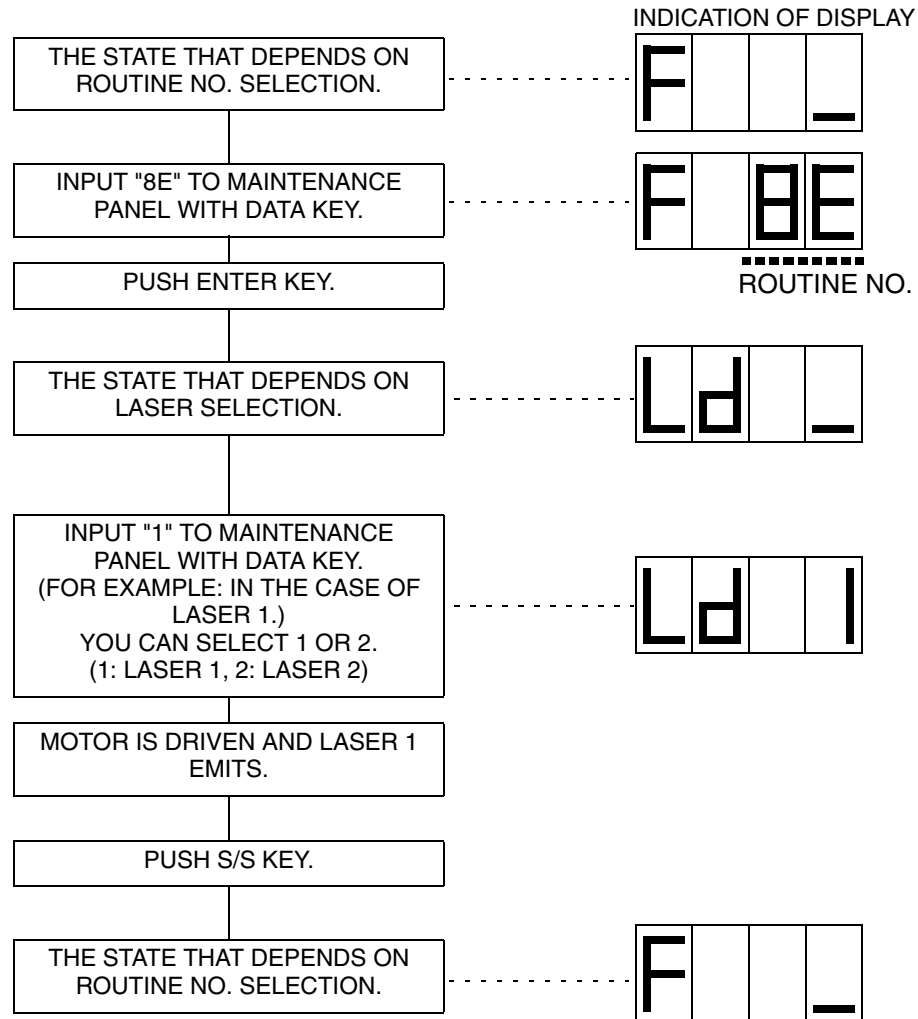 INDICATION OF DISPLAY
THE STATE THAT DEPENDS ON
ROUTINE NO. SELECTION.
F _
INPUT "8E" TO MAINTENANCE
PANEL WITH DATA KEY.
F 8E
ROUTINE NO.
PUSH ENTER KEY.
THE STATE THAT DEPENDS ON
LASER SELECTION.
Ld _
INPUT "1" TO MAINTENANCE
PANEL WITH DATA KEY.
(FOR EXAMPLE: IN THE CASE OF
LASER 1.)
YOU CAN SELECT 1 OR 2.
(1: LASER 1, 2: LASER 2)
Ld 1
MOTOR IS DRIVEN AND LASER 1
EMITS.
PUSH S/S KEY.
THE STATE THAT DEPENDS ON
ROUTINE NO. SELECTION.
F _